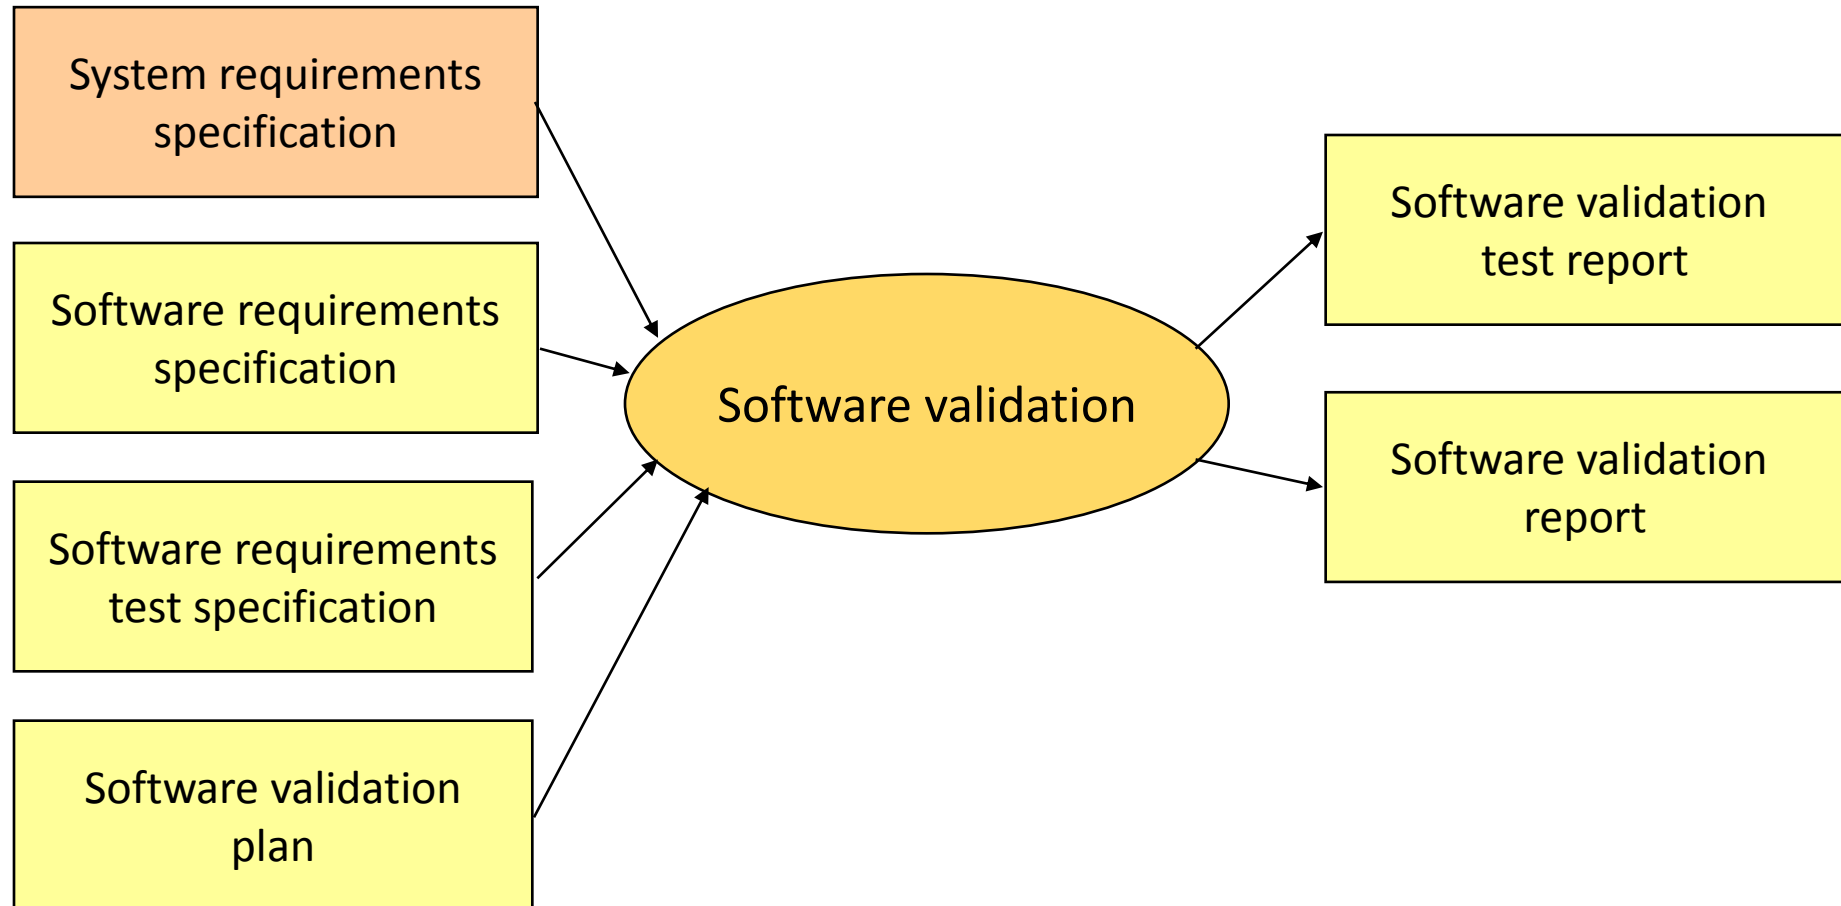 System requirements
specification
Software requirements
specification
Software requirements
test specification
Software validation
plan
Software validation
Software validation
test report
Software validation
report